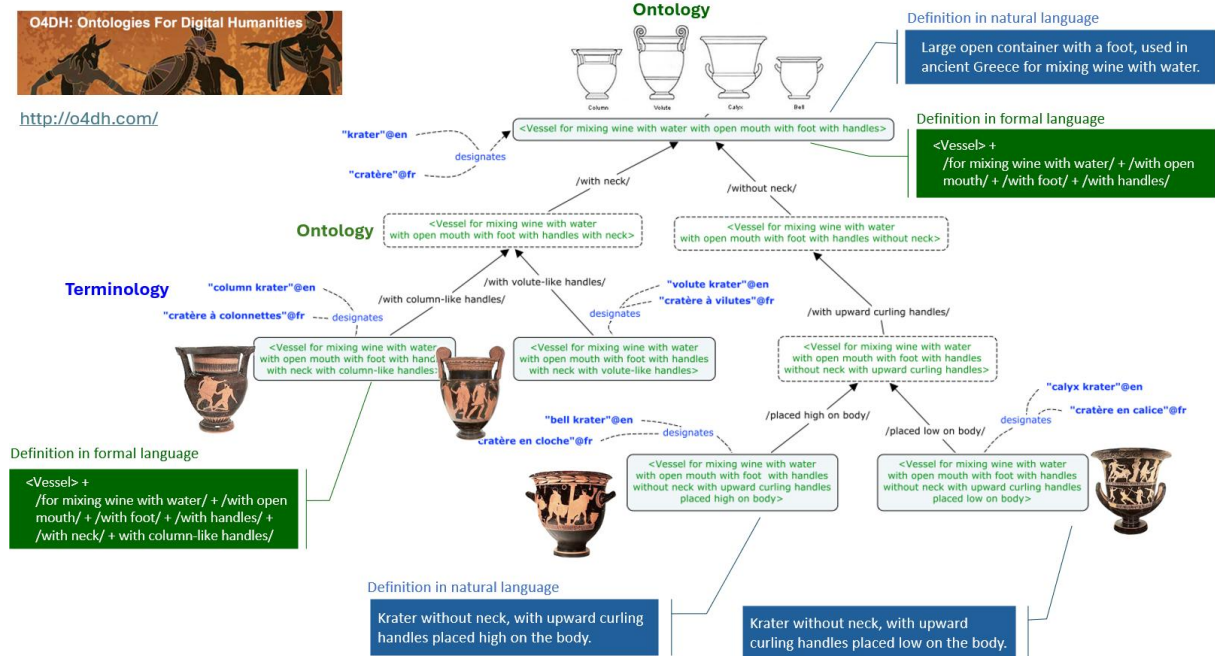 O4DH: Ontologies For Digital Humanities
http://o4dh.com/
Ontology
Column
Volute
Calyx
Bell
Definition in natural language
Large open container with a foot, used in
ancient Greece for mixing wine with water.
"krater"@en
designates
"cratère"@fr
<Vessel for mixing wine with water with open mouth with foot with handles>
Definition in formal language
<Vessel> +
/for mixing wine with water/ + /with open
mouth/ + /with foot/ + /with handles/
/with neck/
/without neck/
Ontology
<Vessel for mixing wine with water
with open mouth with foot with handles with neck>
<Vessel for mixing wine with water
with open mouth with foot with handles without neck>
Terminology
"column krater"@en
"cratère à colonnettes"@fr
designates
/with column-like handles/
/with volute-like handles/
"volute krater"@en
"cratère à vilutes"@fr
designates
/with upward curling handles/
<Vessel for mixing wine with water
with open mouth with foot with hand
with neck with column-like handles>
<Vessel for mixing wine with water
with open mouth with foot with handles
with neck with volute-like handles>
<Vessel for mixing wine with water
with open mouth with foot with handles
without neck with upward curling handles>
"bell krater"@en
cratère en cloche"@fr
designates
/placed high on body/
/placed low on body/
"calyx krater"@en
designates
"cratère en calice"@fr
Definition in formal language
<Vessel> +
/for mixing wine with water/ + /with open
mouth/ + /with foot/ + /with handles/ +
/with neck/ + with column-like handles/
<Vessel for mixing wine with water
with open mouth with foot with handles
without neck with upward curling handles
placed high on body>
<Vessel for mixing wine with water
with open mouth with foot with handles
without neck with upward curling handles
placed low on body>
Definition in natural language
Krater without neck, with upward curling
handles placed high on the body.
Krater without neck, with upward
curling handles placed low on the body.